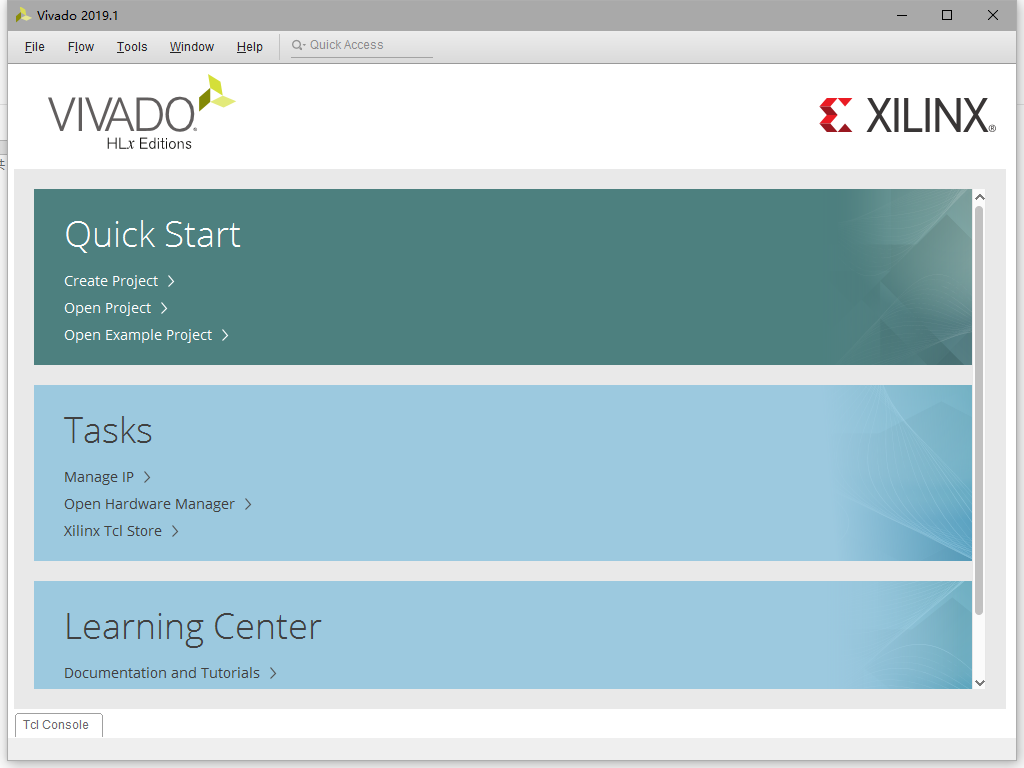 Vivado 2019.1
File Flow Tools Window Help Quick Access
VIVADO.
HLx Editions
XILINX®
Quick Start
Create Project
Open Project
Open Example Project
Tasks
Manage IP
Open Hardware Manager
Xilinx Tcl Store
Learning Center
Documentation and Tutorials
Tcl Console